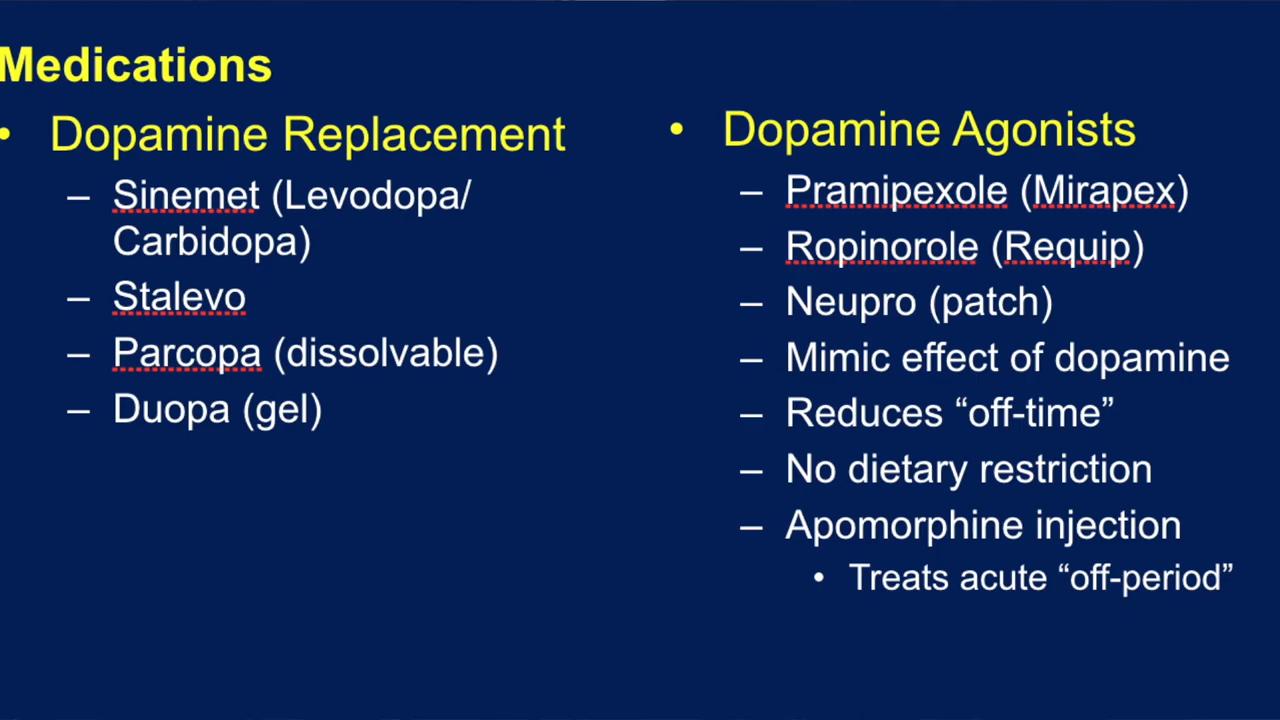 Medications
• Dopamine Replacement
– Sinemet (Levodopa/
Carbidopa)
– Stalevo
– Parcopa (dissolvable)
– Duopa (gel)
• Dopamine Agonists
– Pramipexole (Mirapex)
– Ropinorole (Requip)
– Neupro (patch)
– Mimic effect of dopamine
– Reduces “off-time”
– No dietary restriction
– Apomorphine injection
• Treats acute “off-period”